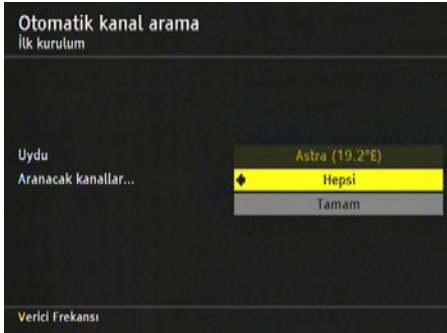 Otomatik kanal arama
İlk kurulum
Uydu Astra (19.2°E)
Aranacak kanallar... Hepsi
Tamam
Verici Frekansı